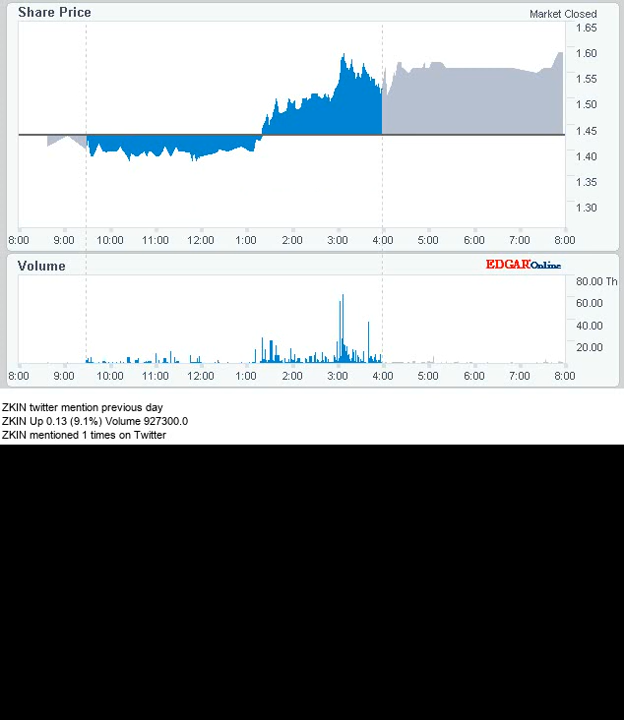 Share Price
Market Closed
1.65
1.60
1.55
1.50
1.45
1.40
1.35
1.30
8:00 9:00 10:00 11:00 12:00 1:00 2:00 3:00 4:00 5:00 6:00 7:00 8:00
Volume
EDGAR Online
80.00 Th
60.00
40.00
20.00
8:00 9:00 10:00 11:00 12:00 1:00 2:00 3:00 4:00 5:00 6:00 7:00 8:00
ZKIN twitter mention previous day
ZKIN Up 0.13 (9.1%) Volume 927300.0
ZKIN mentioned 1 times on Twitter